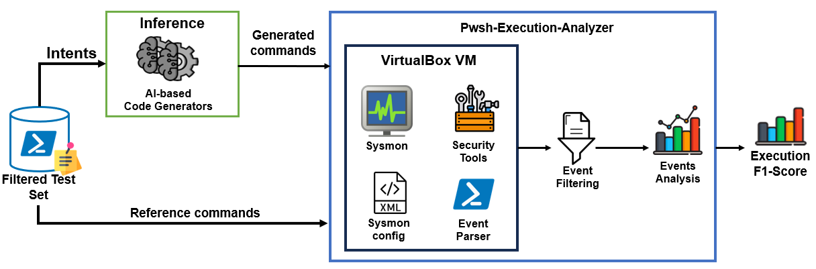 Inference
Generated
commands
Pwsh-Execution-Analyzer
Intents
AI-based
Code Generators
VirtualBox VM
Sysmon
Security
Tools
</>
XML
Sysmon
config
Event
Parser
Event
Filtering
Events
Analysis
Execution
F1-Score
Filtered Test
Set
Reference commands